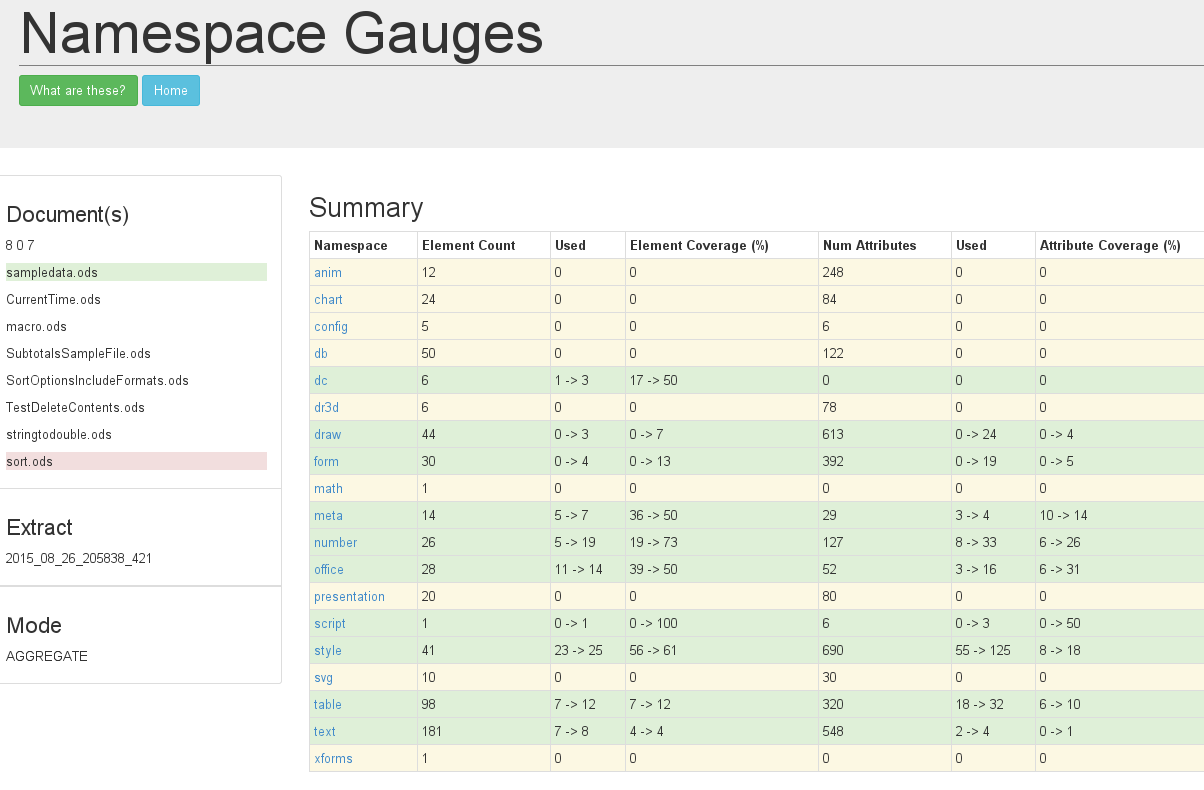 Namespace Gauges
What are these? Home
Document(s)
8 0 7
sampledata.ods
CurrentTime.ods
macro.ods
SubtotalsSampleFile.ods
SortOptionsIncludeFormats.ods
TestDeleteContents.ods
stringtodouble.ods
sort.ods
Extract
2015_08_26_205838_421
Mode
AGGREGATE
Summary
Namespace Element Count Used Element Coverage (%) Num Attributes Used Attribute Coverage (%)
anim 12 0 0 248 0 0
chart 24 0 0 84 0 0
config 5 0 0 6 0 0
db 50 0 0 122 0 0
dc 6 1 -> 3 17 -> 50 0 0 0
dr3d 6 0 0 78 0 0
draw 44 0 -> 3 0 -> 7 613 0 -> 24 0 -> 4
form 30 0 -> 4 0 -> 13 392 0 -> 19 0 -> 5
math 1 0 0 0 0 0
meta 14 5 -> 7 36 -> 50 29 3 -> 4 10 -> 14
number 26 5 -> 19 19 -> 73 127 8 -> 33 6 -> 26
office 28 11 -> 14 39 -> 50 52 3 -> 16 6 -> 31
presentation 20 0 0 80 0 0
script 1 0 -> 1 0 -> 100 6 0 -> 3 0 -> 50
style 41 23 -> 25 56 -> 61 690 55 -> 125 8 -> 18
svg 10 0 0 30 0 0
table 98 7 -> 12 7 -> 12 320 18 -> 32 6 -> 10
text 181 7 -> 8 4 -> 4 548 2 -> 4 0 -> 1
xforms 1 0 0 0 0 0